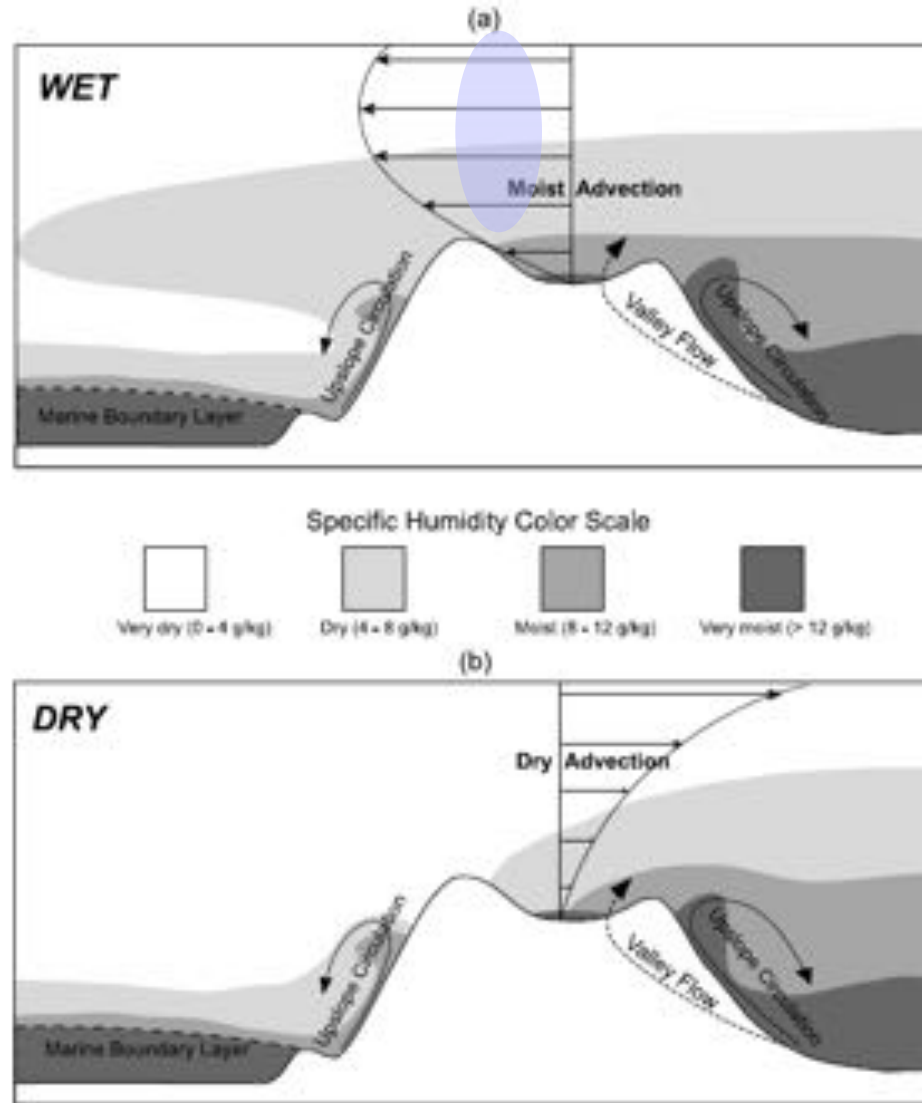 (a)
WET
Moist Advection
Upslope Circulation
Valley Flow
Upslope Circulation
Marine Boundary Layer
Specific Humidity Color Scale
Very dry (0 - 4 g/kg) Dry (4 - 8 g/kg) Moist (8 - 12 g/kg) Very moist (> 12 g/kg)
(b)
DRY
Dry Advection
Upslope Circulation
Valley Flow
Upslope Circulation
Marine Boundary Layer